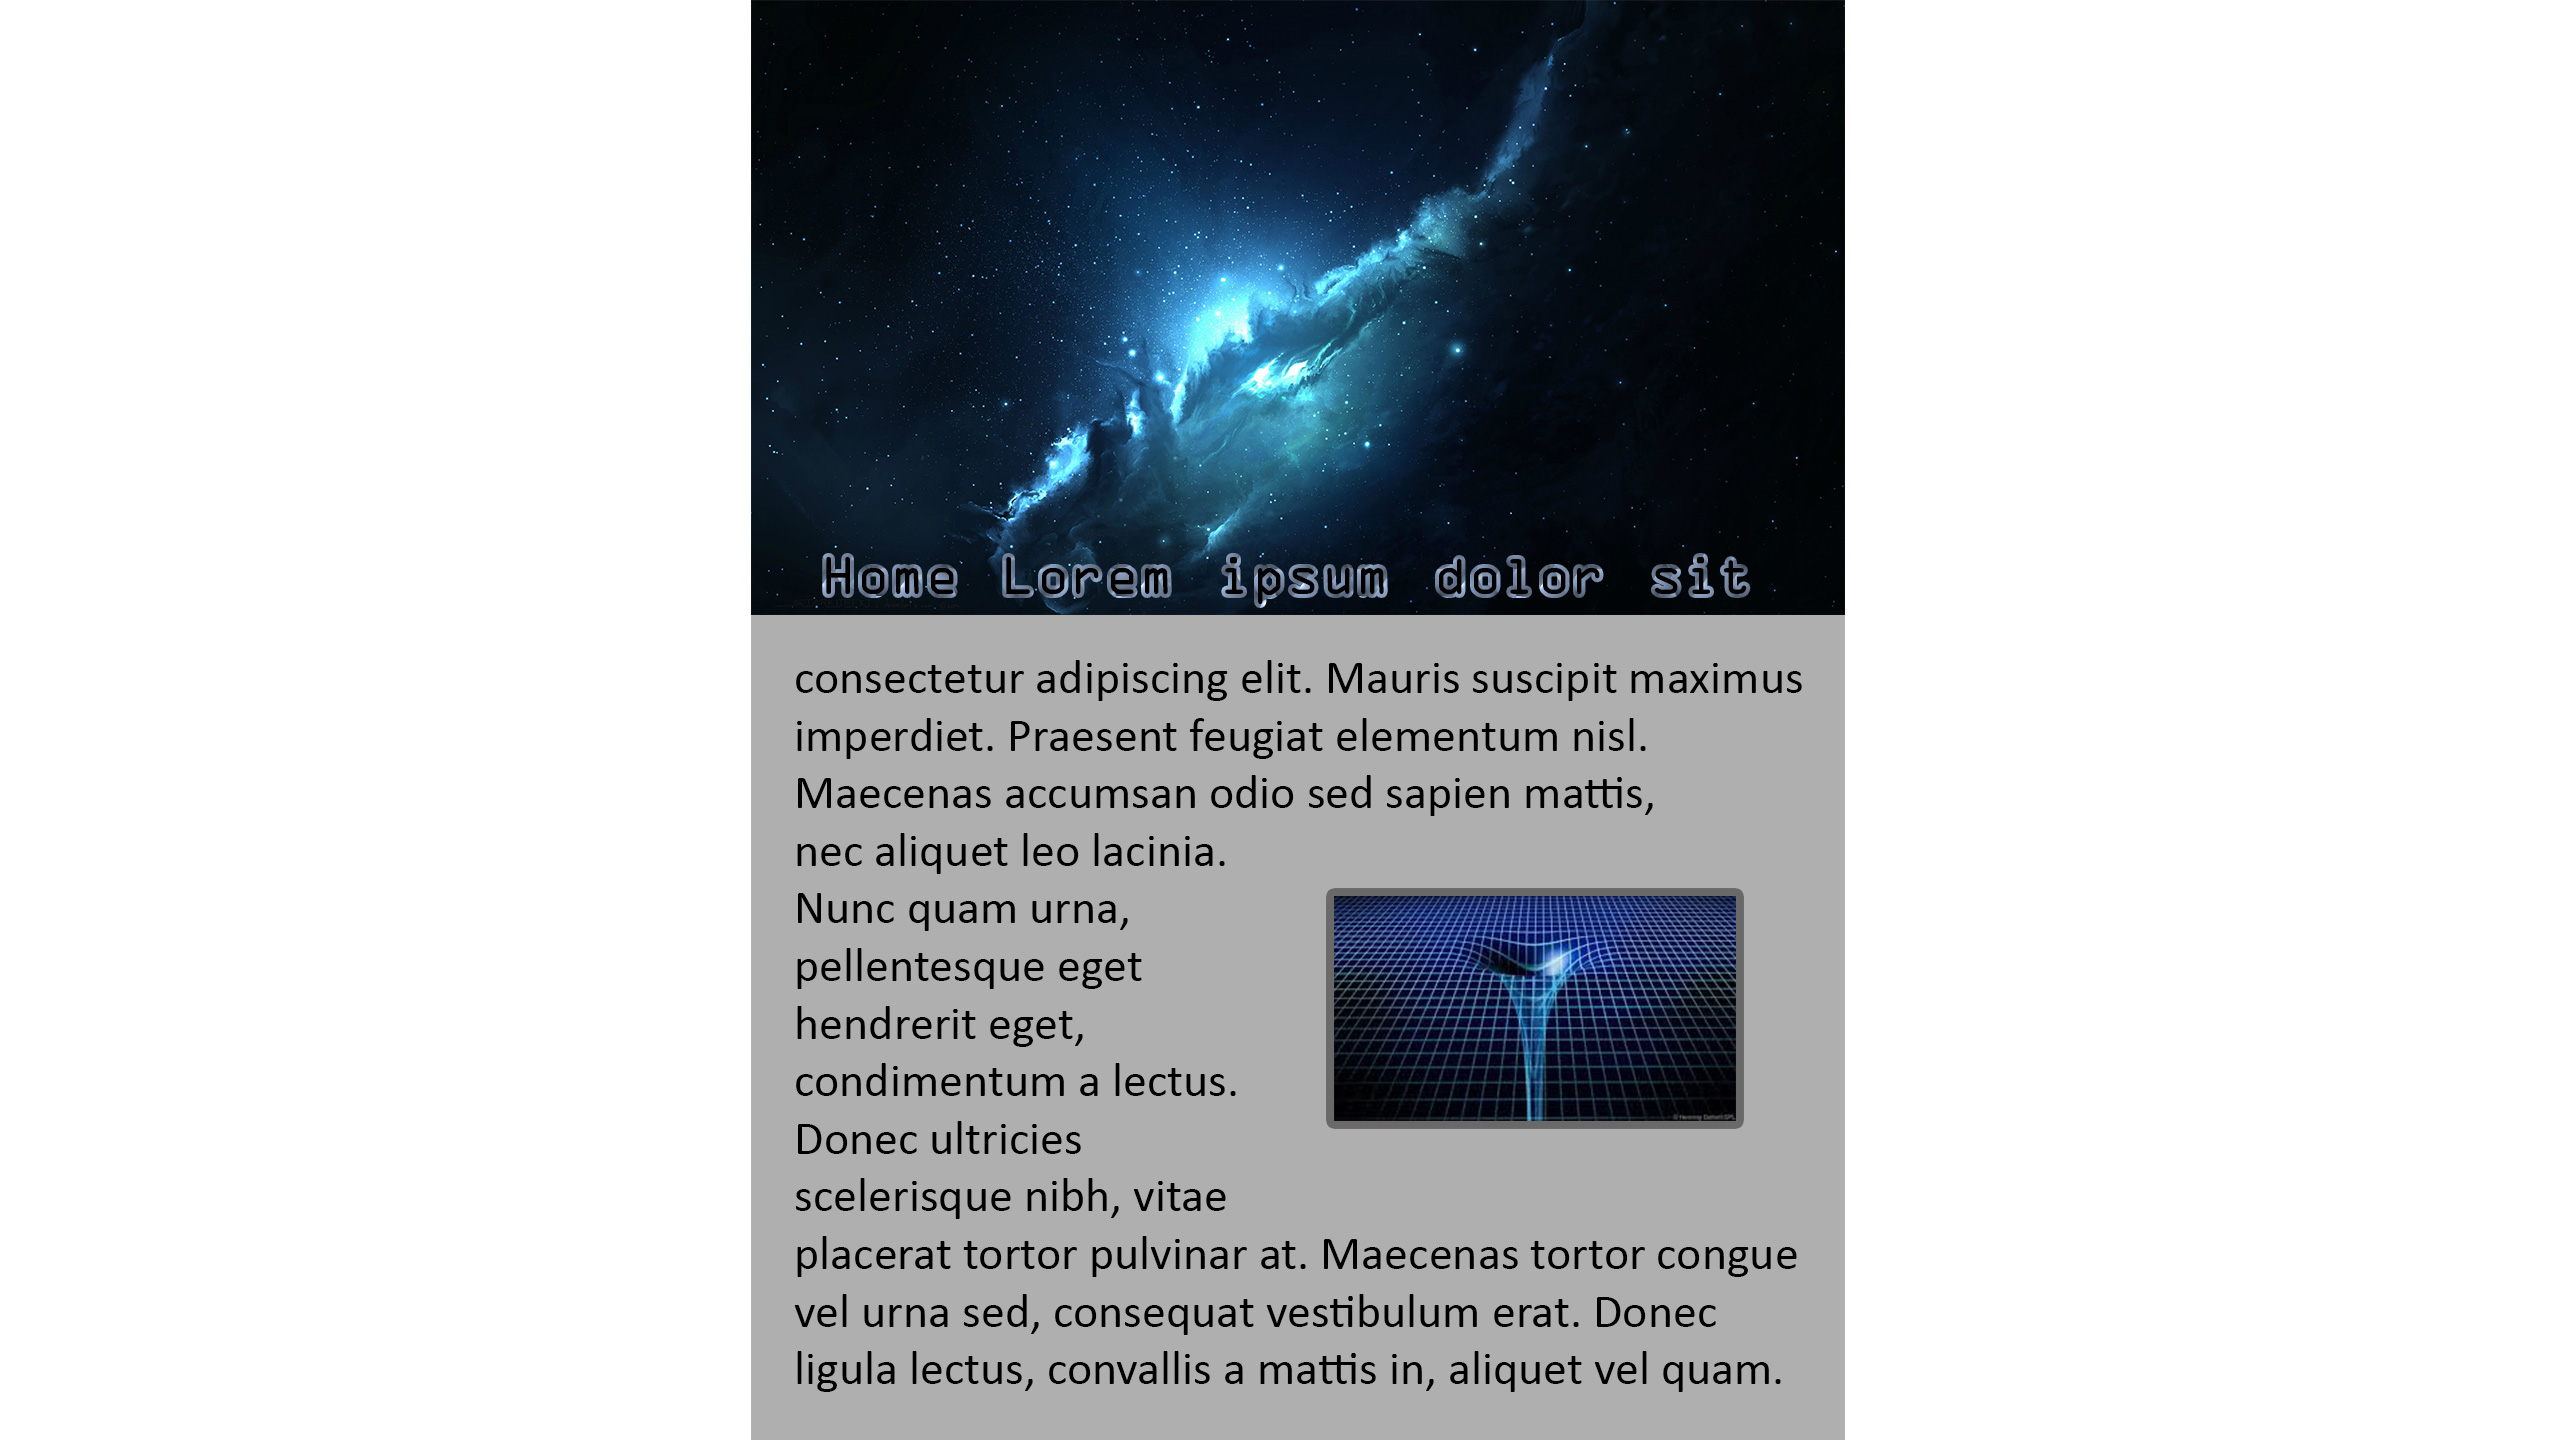 Home Lorem ipsum dolor sit
consectetur adipiscing elit. Mauris suscipit maximus
imperdiet. Praesent feugiat elementum nisl.
Maecenas accumsan odio sed sapien mattis,
nec aliquet leo lacinia.
Nunc quam urna,
pellentesque eget
hendrerit eget,
condimentum a lectus.
Donec ultricies
scelerisque nibh, vitae
placerat tortor pulvinar at. Maecenas tortor congue
vel urna sed, consequat vestibulum erat. Donec
ligula lectus, convallis a mattis in, aliquet vel quam.